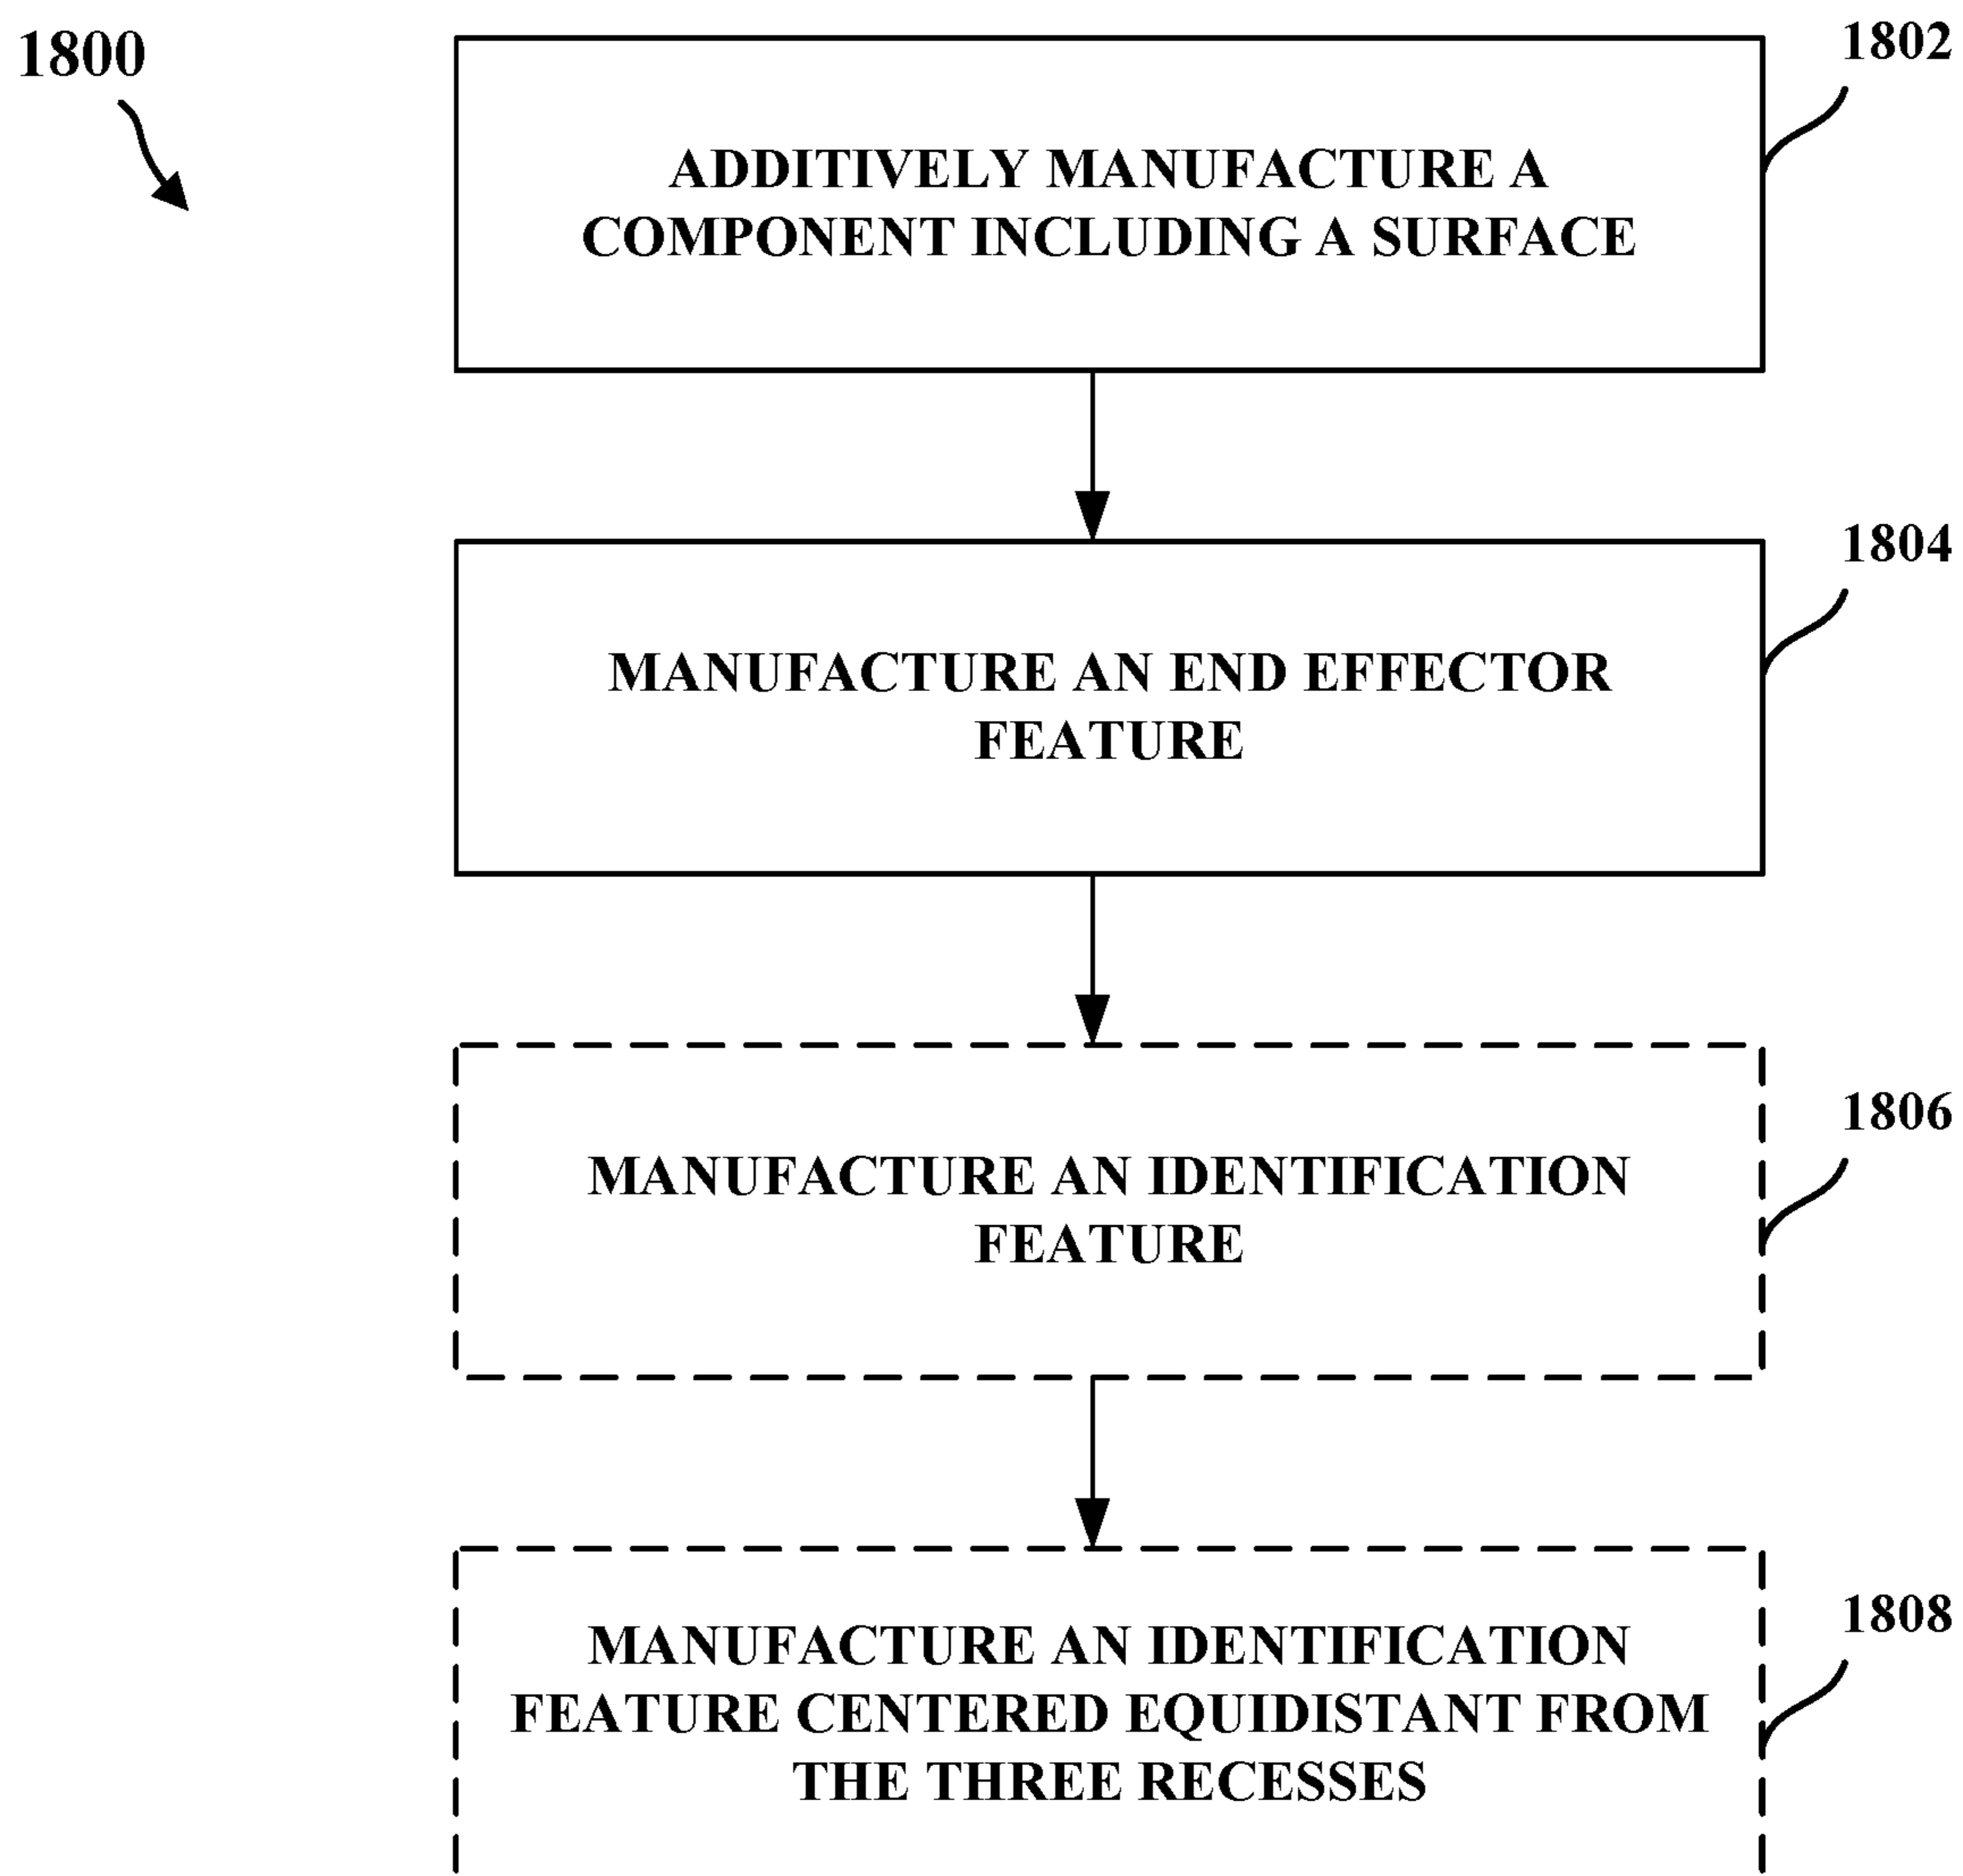 1800
1802
ADDITIVELY MANUFACTURE A
COMPONENT INCLUDING A SURFACE
1804
MANUFACTURE AN END EFFECTOR
FEATURE
1806
MANUFACTURE AN IDENTIFICATION
FEATURE
1808
MANUFACTURE AN IDENTIFICATION
FEATURE CENTERED EQUIDISTANT FROM
THE THREE RECESSES